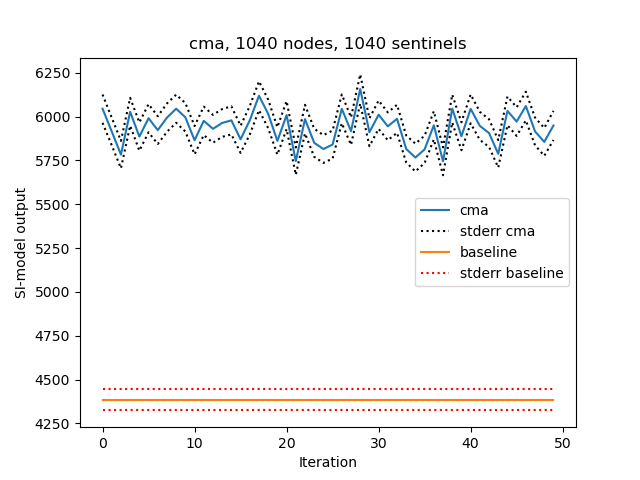 cma, 1040 nodes, 1040 sentinels
SI-model output
6250
6000
5750
5500
5250
5000
4750
4500
4250
cma
stderr cma
baseline
stderr baseline
0
10
20
30
40
50
Iteration